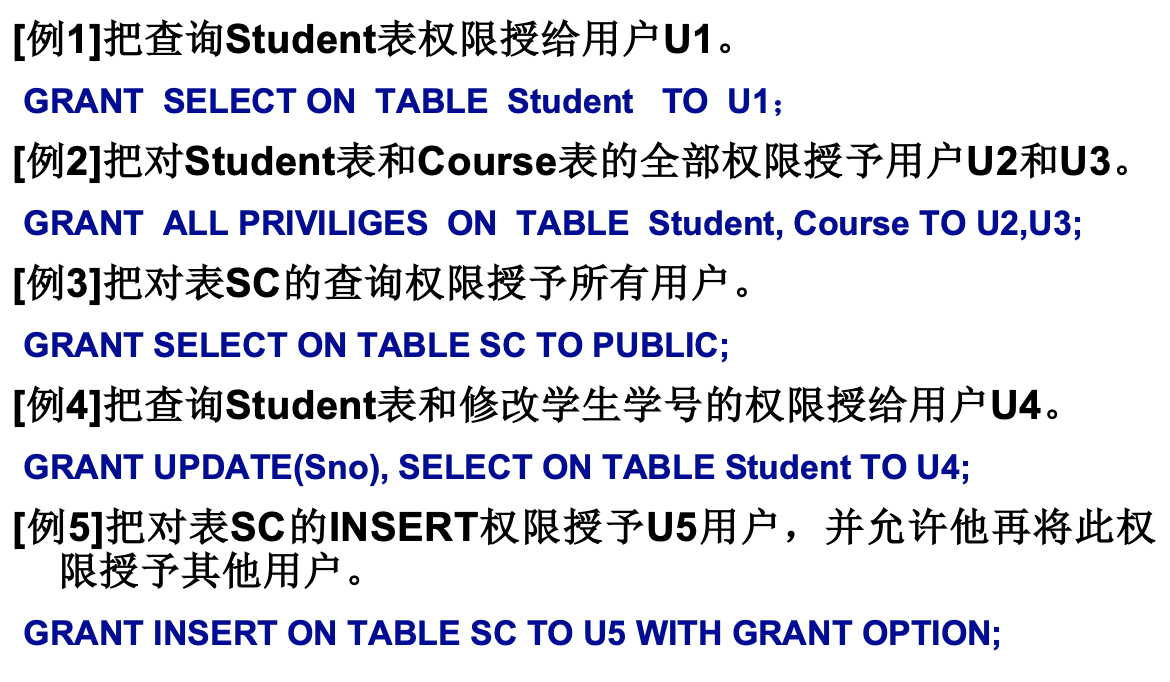 [例1]把查询Student表权限授给用户U1。
GRANT SELECT ON TABLE Student TO U1;
[例2]把对Student表和Course表的全部权限授予用户U2和U3。
GRANT ALL PRIVILIGES ON TABLE Student, Course TO U2,U3;
[例3]把对表SC的查询权限授予所有用户。
GRANT SELECT ON TABLE SC TO PUBLIC;
[例4]把查询Student表和修改学生学号的权限授给用户U4。
GRANT UPDATE(Sno), SELECT ON TABLE Student TO U4;
[例5]把对表SC的INSERT权限授予U5用户，并允许他再将此权
限授予其他用户。
GRANT INSERT ON TABLE SC TO U5 WITH GRANT OPTION;